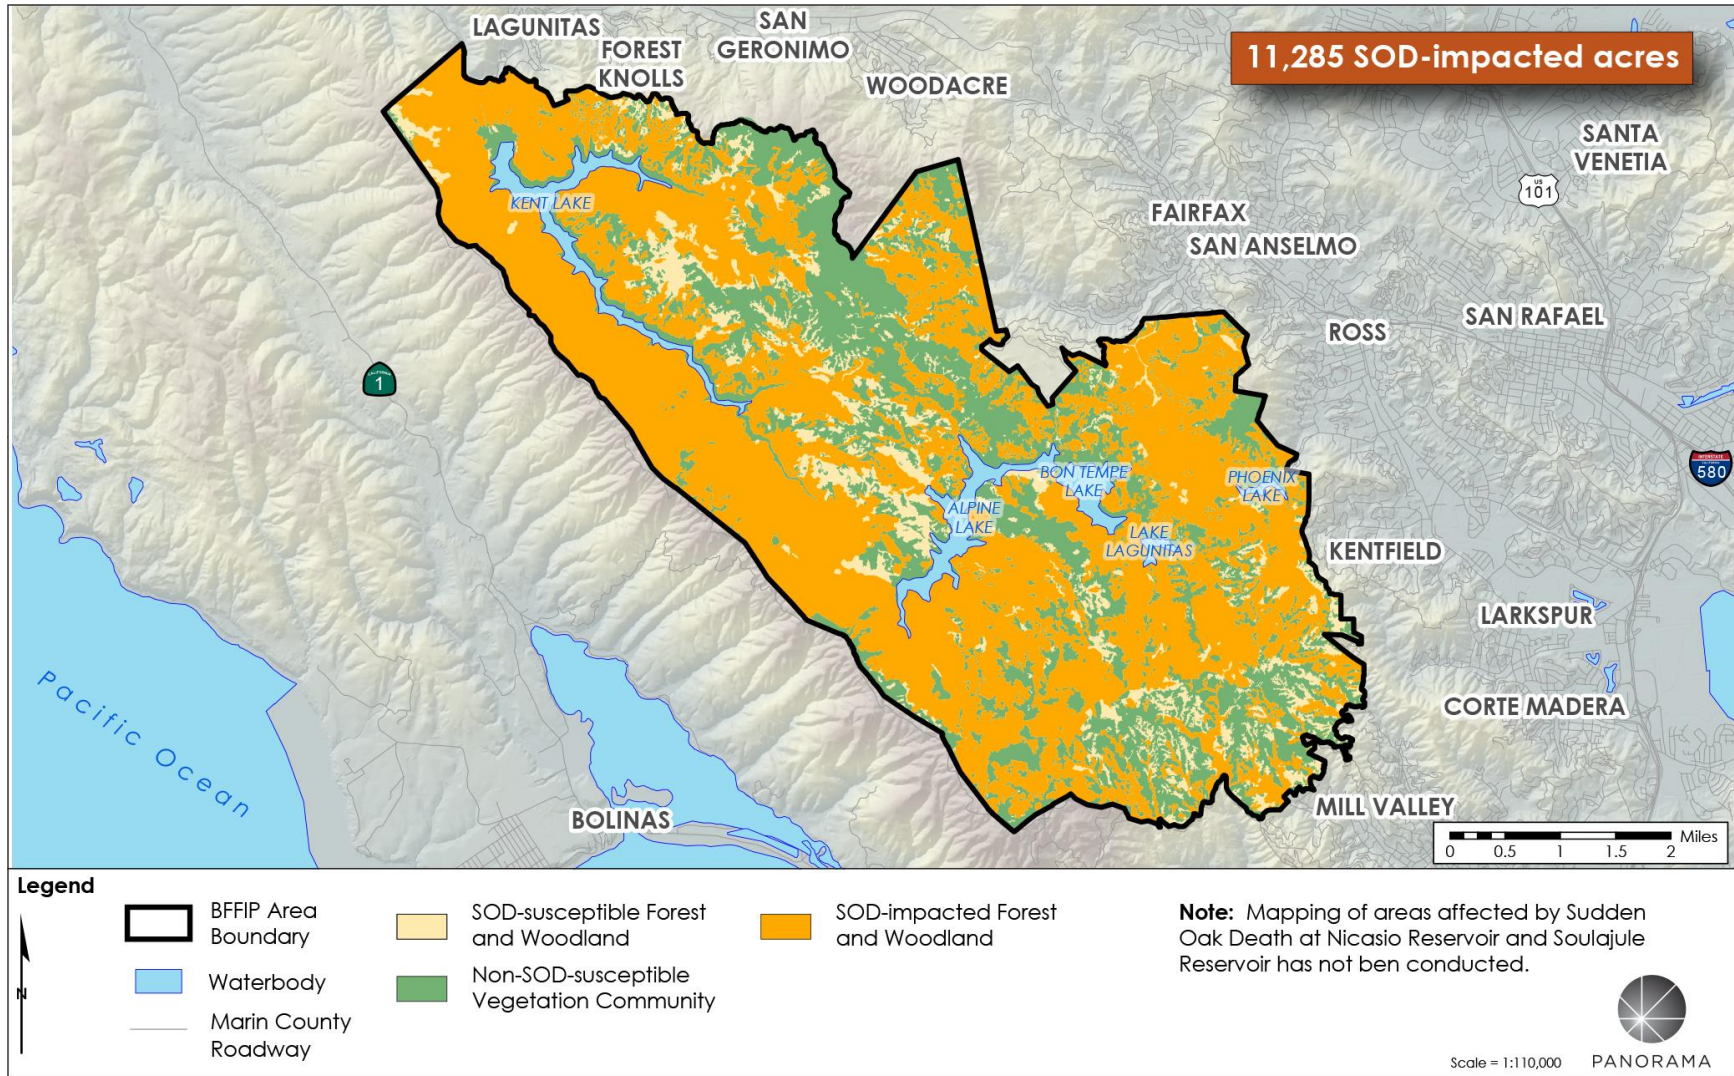 LAGUNITAS
FOREST
KNOLLS
SAN
GERONIMO
WOODACRE
11,285 SOD-impacted acres
SANTA
VENETIA
US
101
KENT LAKE
FAIRFAX
SAN ANSELMO
ROSS
SAN RAFAEL
CALIFORNIA
1
BON TEMPE
LAKE
PHOENIX
LAKE
INTERSTATE
CALIFORNIA
580
ALPINE
LAKE
LAKE
LAGUNITAS
KENTFIELD
LARKSPUR
Pacific Ocean
CORTE MADERA
BOLINAS
MILL VALLEY
Miles
0 0.5 1 1.5 2
Legend
N
BFFIP Area
Boundary
Waterbody
Marin County
Roadway
SOD-susceptible Forest
and Woodland
Non-SOD-susceptible
Vegetation Community
SOD-impacted Forest
and Woodland
Note: Mapping of areas affected by Sudden
Oak Death at Nicasio Reservoir and Soulajule
Reservoir has not ben conducted.
Scale = 1:110,000
PANORAMA